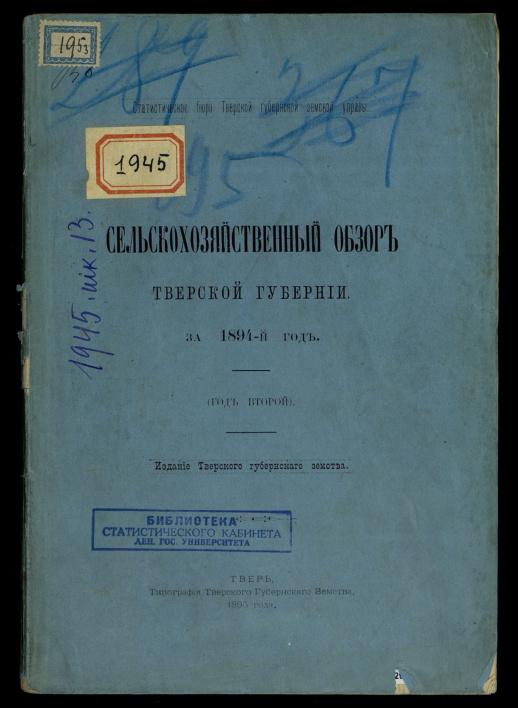 1953
Статистическое бюро Тверской губернской земской управы
1945
СЕЛЬСКОХОЗЯЙСТВЕННЫЙ ОБЗОРЪ
ТВЕРСКОЙ ГУБЕРНІИ.
ЗА 1894-Й ГОДЪ.
(ГОДЪ ВТОРОЙ).
Изданіе Тверского губернскаго земства.
БИБЛИОТЕКА
СТАТИСТИЧЕСКОГО КАБИНЕТА
ЛЕН. ГОС. УНИВЕРСИТЕТА
ТВЕРЬ,
Типографія Тверского Губернскаго Земства,
1895 года.